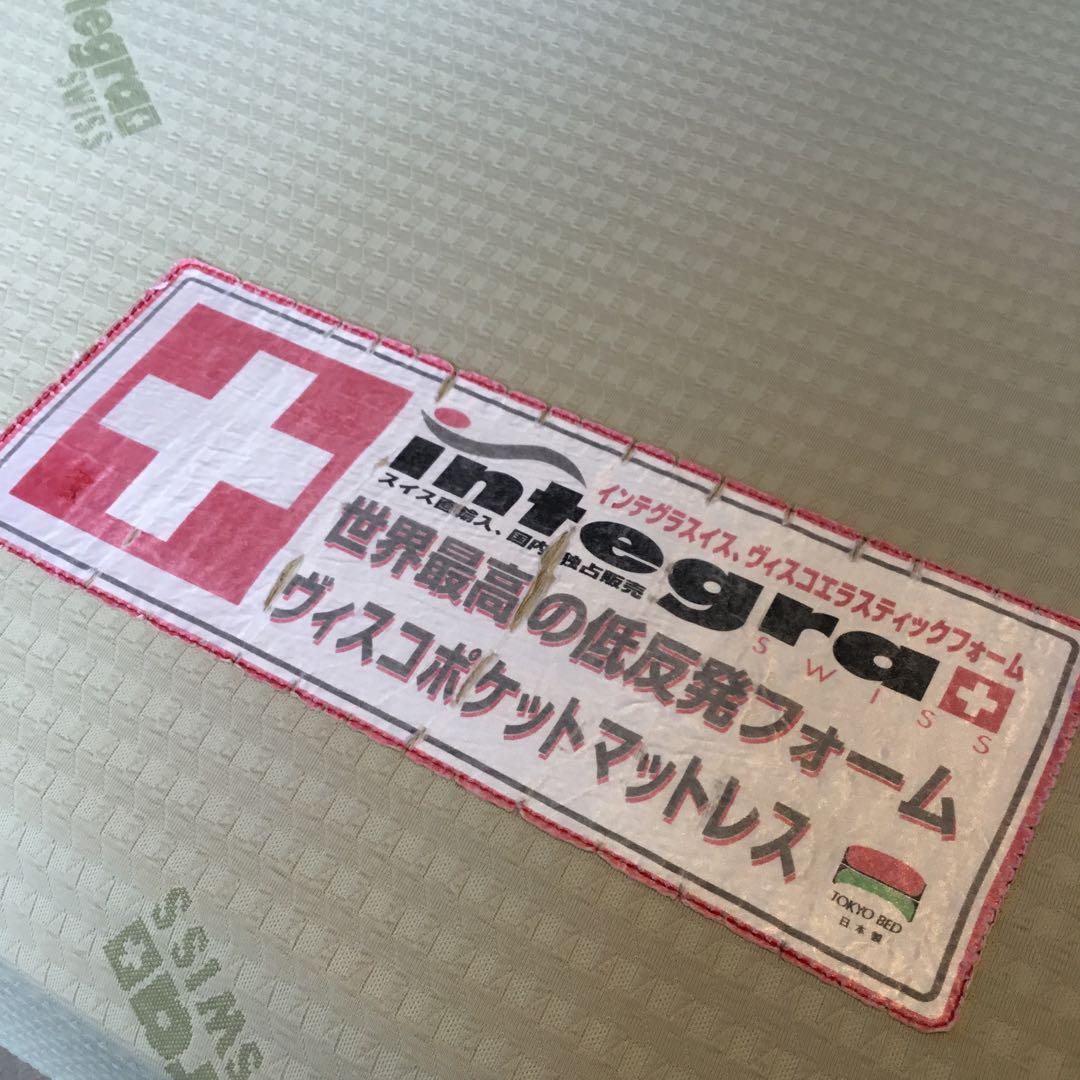 tegra
SWISS
インテグラスイス、ヴィスコエラスティックフォーム
integra
SWISS
スイス直輸入、国内独占販売
世界最高の低反発フォーム
ヴィスコポケットマットレス
TOKYO BED
日本製
SWISS